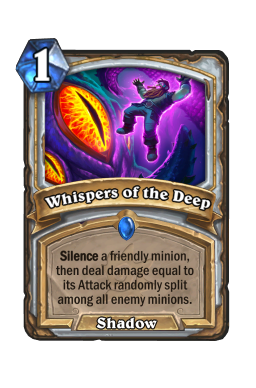 1
Whispers of the Deep
Silence a friendly minion,
then deal damage equal to
its Attack randomly split
among all enemy minions.
Shadow